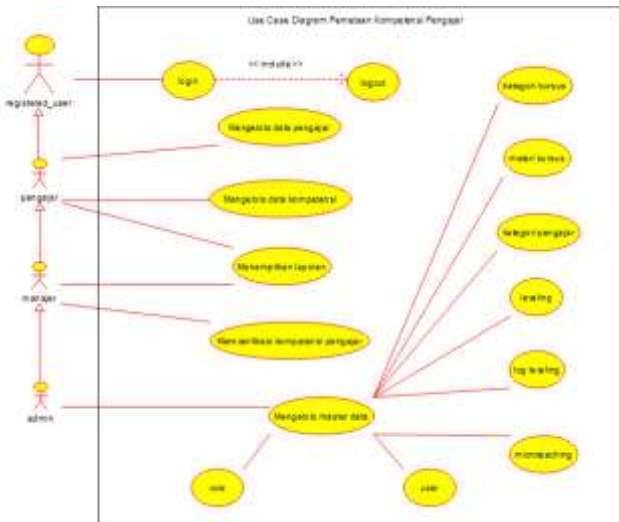 Use Case Diagram Pemetaan Kompetensi Pengajar
<< include >>
login
logout
kategori kursus
registered_user
Mengelola data pengajar
materi kursus
pengajar
Mengelola data kompetensi
kategori pengajar
Menampilkan laporan
manajer
leveling
Memverifikasi kompetensi pengajar
log leveling
admin
Mengelola master data
microteaching
role
user